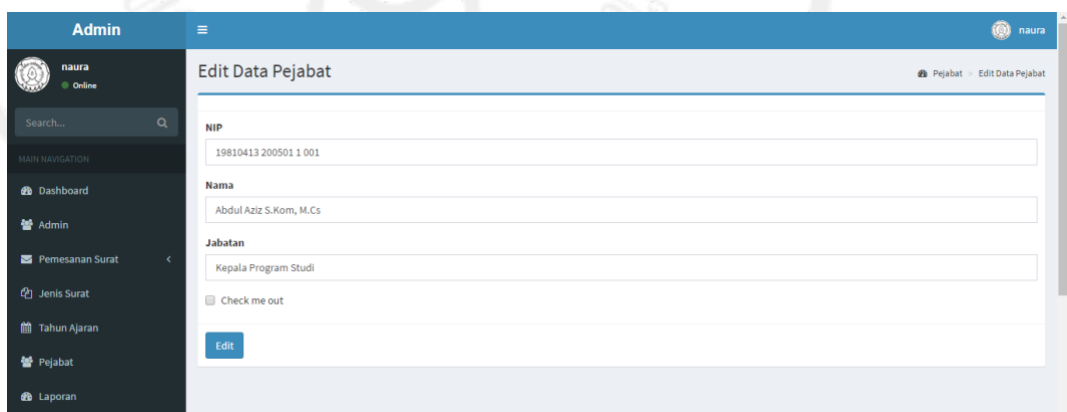 Admin
naura
naura
Online
Edit Data Pejabat
Pejabat > Edit Data Pejabat
Search...
MAIN NAVIGATION
Dashboard
Admin
Pemesanan Surat
Jenis Surat
Tahun Ajaran
Pejabat
Laporan
NIP
19810413 200501 1 001
Nama
Abdul Aziz S.Kom, M.Cs
Jabatan
Kepala Program Studi
Check me out
Edit